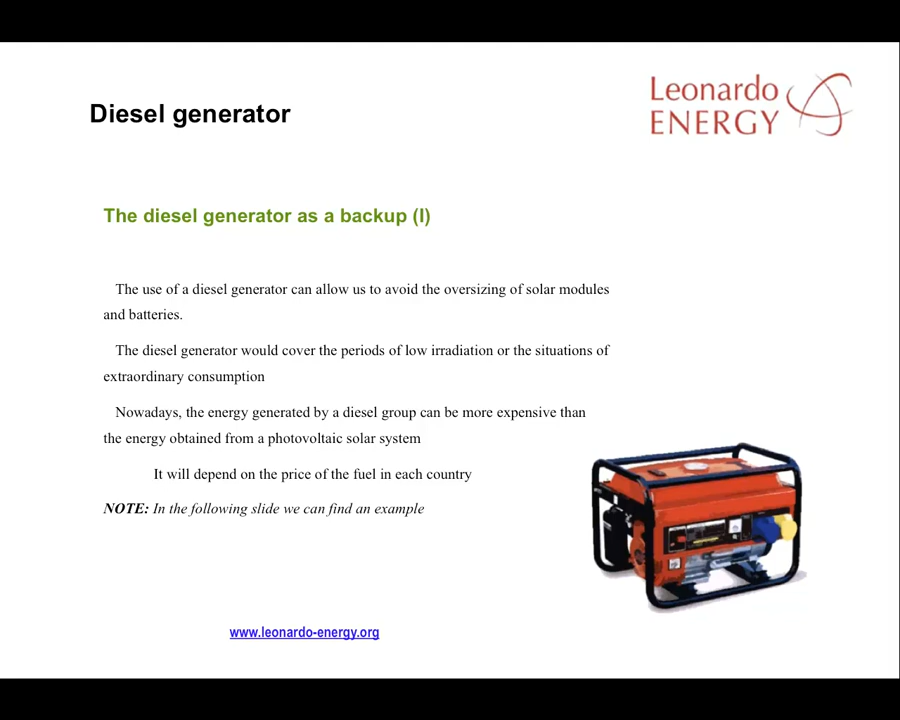 Diesel generator
Leonardo
ENERGY
The diesel generator as a backup (I)
The use of a diesel generator can allow us to avoid the oversizing of solar modules
and batteries.
The diesel generator would cover the periods of low irradiation or the situations of
extraordinary consumption
Nowadays, the energy generated by a diesel group can be more expensive than
the energy obtained from a photovoltaic solar system
It will depend on the price of the fuel in each country
NOTE: In the following slide we can find an example
www.leonardo-energy.org